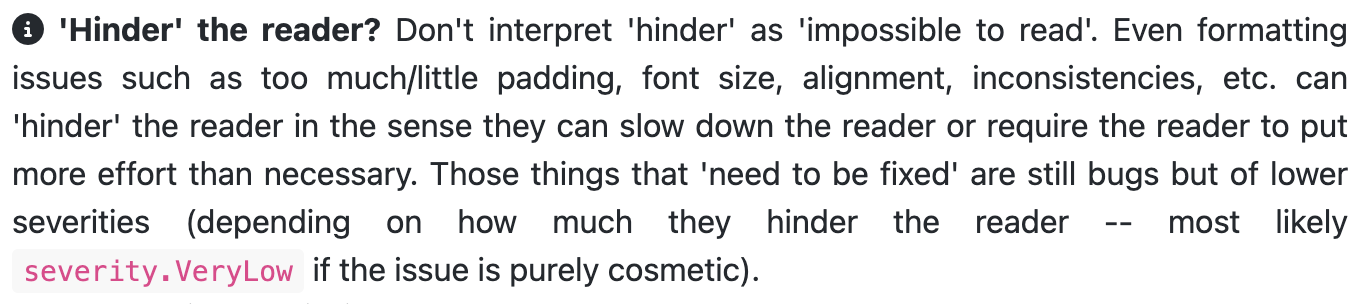 'Hinder' the reader? Don't interpret 'hinder' as 'impossible to read'. Even formatting
issues such as too much/little padding, font size, alignment, inconsistencies, etc. can
'hinder' the reader in the sense they can slow down the reader or require the reader to put
more effort than necessary. Those things that 'need to be fixed' are still bugs but of lower
severities (depending on how much they hinder the reader -- most likely
severity.VeryLow if the issue is purely cosmetic).